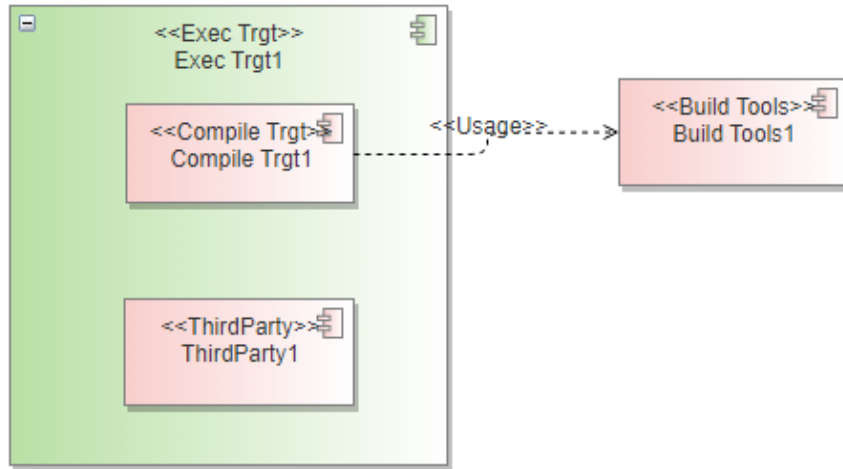 <<Exec Trgt>>
Exec Trgt1
<<Compile Trgt>>
Compile Trgt1
<<Usage>>
<<Build Tools>>
Build Tools1
<<ThirdParty>>
ThirdParty1